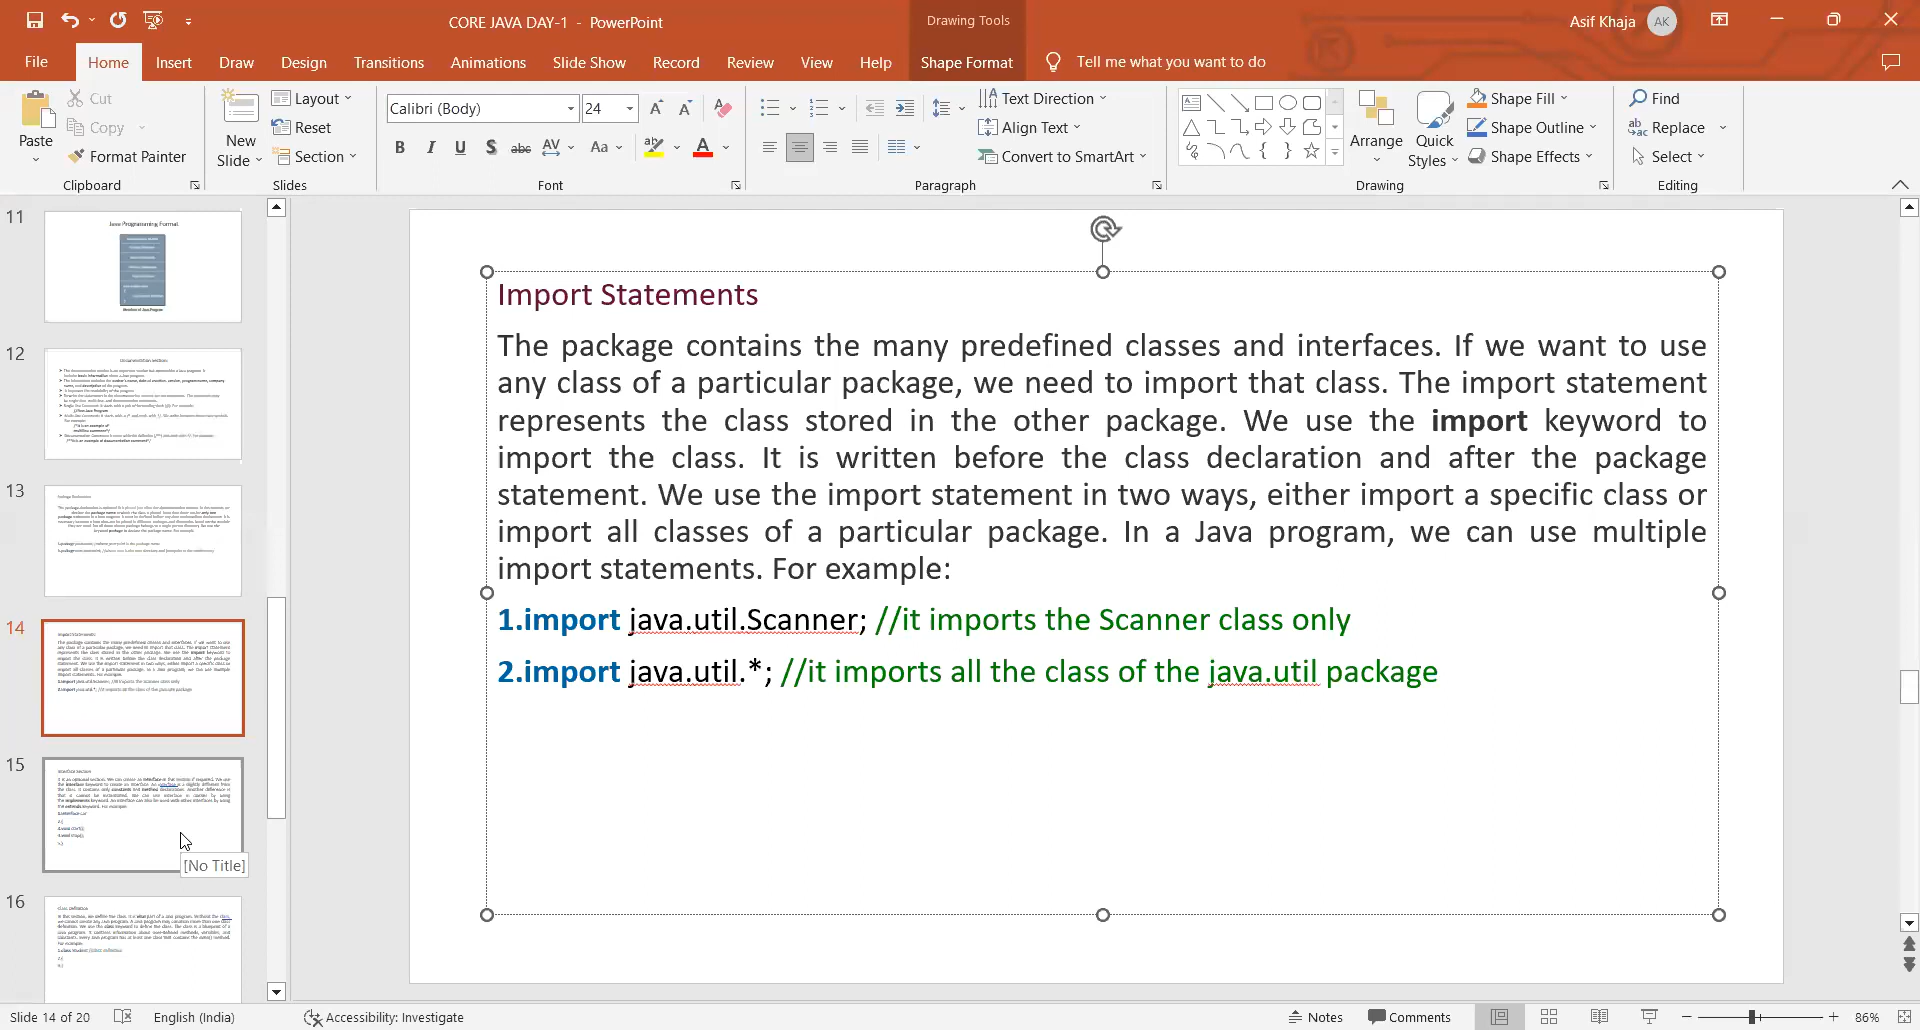 CORE JAVA DAY-1 - PowerPoint
Drawing Tools
Asif Khaja
AK
File
Home
Insert
Draw
Design
Transitions
Animations
Slide Show
Record
Review
View
Help
Shape Format
Tell me what you want to do
Paste
Cut
Copy
Format Painter
Clipboard
New
Slide
Layout
Reset
Section
Slides
Calibri (Body)
24
B I U S abc AV Aa A
Font
Text Direction
Align Text
Convert to SmartArt
Paragraph
Arrange
Quick
Styles
Shape Fill
Shape Outline
Shape Effects
Drawing
Find
Replace
Select
Editing
11
Java Programming Format
12
13
14
15
[No Title]
16
Import Statements
The package contains the many predefined classes and interfaces. If we want to use
any class of a particular package, we need to import that class. The import statement
represents the class stored in the other package. We use the import keyword to
import the class. It is written before the class declaration and after the package
statement. We use the import statement in two ways, either import a specific class or
import all classes of a particular package. In a Java program, we can use multiple
import statements. For example:
1.import java.util.Scanner; //it imports the Scanner class only
2.import java.util.*; //it imports all the class of the java.util package
Slide 14 of 20
English (India)
Accessibility: Investigate
Notes
Comments
86%